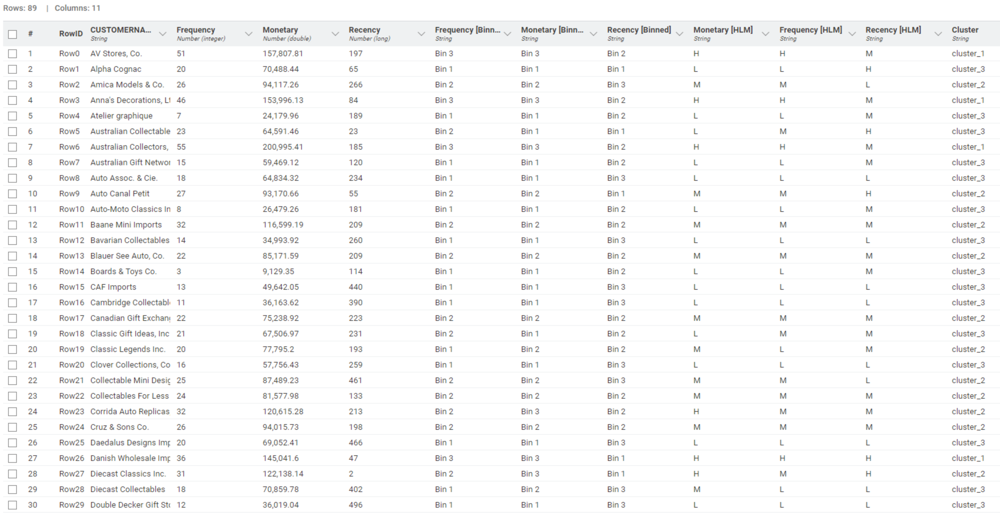 Rows: 89 | Columns: 11
# RowID CUSTOMERNA... Frequency Monetary Recency Frequency [Binn... Monetary [Binn... Recency [Binned] Monetary [HLM] Frequency [HLM] Recency [HLM] Cluster
String Number (integer) Number (double) Number (long) String String String String String String String
1 Row0 AV Stores, Co. 51 157,807.81 197 Bin 3 Bin 3 Bin 2 H H M cluster_1
2 Row1 Alpha Cognac 20 70,488.44 65 Bin 1 Bin 1 Bin 1 L L H cluster_3
3 Row2 Amica Models & Co. 26 94,117.26 266 Bin 2 Bin 2 Bin 3 M M L cluster_2
4 Row3 Anna's Decorations, Lt 46 153,996.13 84 Bin 3 Bin 3 Bin 2 H H M cluster_1
5 Row4 Atelier graphique 7 24,179.96 189 Bin 1 Bin 1 Bin 2 L L M cluster_3
6 Row5 Australian Collectable 23 64,591.46 23 Bin 2 Bin 1 Bin 1 L M H cluster_3
7 Row6 Australian Collectors, 55 200,995.41 185 Bin 3 Bin 3 Bin 2 H H M cluster_1
8 Row7 Australian Gift Networ 15 59,469.12 120 Bin 1 Bin 1 Bin 2 L L M cluster_3
9 Row8 Auto Assoc. & Cie. 18 64,834.32 234 Bin 1 Bin 1 Bin 3 L L L cluster_3
10 Row9 Auto Canal Petit 27 93,170.66 55 Bin 2 Bin 2 Bin 1 M M H cluster_2
11 Row10 Auto-Moto Classics In 8 26,479.26 181 Bin 1 Bin 1 Bin 2 L L M cluster_3
12 Row11 Baane Mini Imports 32 116,599.19 209 Bin 2 Bin 2 Bin 2 M M M cluster_2
13 Row12 Bavarian Collectables 14 34,993.92 260 Bin 1 Bin 1 Bin 3 L L L cluster_3
14 Row13 Blauer See Auto, Co. 22 85,171.59 209 Bin 2 Bin 2 Bin 2 M M M cluster_2
15 Row14 Boards & Toys Co. 3 9,129.35 114 Bin 1 Bin 1 Bin 2 L L M cluster_3
16 Row15 CAF Imports 13 49,642.05 440 Bin 1 Bin 1 Bin 3 L L L cluster_3
17 Row16 Cambridge Collectabl 11 36,163.62 390 Bin 1 Bin 1 Bin 3 L L L cluster_3
18 Row17 Canadian Gift Exchang 22 75,238.92 223 Bin 2 Bin 2 Bin 2 M M M cluster_2
19 Row18 Classic Gift Ideas, Inc 21 67,506.97 231 Bin 2 Bin 1 Bin 2 L M M cluster_3
20 Row19 Classic Legends Inc. 20 77,795.2 193 Bin 1 Bin 2 Bin 2 M L M cluster_2
21 Row20 Clover Collections, Co 16 57,756.43 259 Bin 1 Bin 1 Bin 3 L L L cluster_3
22 Row21 Collectable Mini Desig 25 87,489.23 461 Bin 2 Bin 2 Bin 3 M M L cluster_2
23 Row22 Collectables For Less 24 81,577.98 133 Bin 2 Bin 2 Bin 2 M M M cluster_2
24 Row23 Corrida Auto Replicas, 32 120,615.28 213 Bin 2 Bin 3 Bin 2 H M M cluster_2
25 Row24 Cruz & Sons Co. 26 94,015.73 198 Bin 2 Bin 2 Bin 2 M M M cluster_2
26 Row25 Daedalus Designs Imp 20 69,052.41 466 Bin 1 Bin 1 Bin 3 L L L cluster_3
27 Row26 Danish Wholesale Imp 36 145,041.6 47 Bin 3 Bin 3 Bin 1 H H H cluster_1
28 Row27 Diecast Classics Inc. 31 122,138.14 2 Bin 2 Bin 3 Bin 1 H M H cluster_2
29 Row28 Diecast Collectables 18 70,859.78 402 Bin 1 Bin 2 Bin 3 M L L cluster_3
30 Row29 Double Decker Gift Sto 12 36,019.04 496 Bin 1 Bin 1 Bin 3 L L L cluster_3